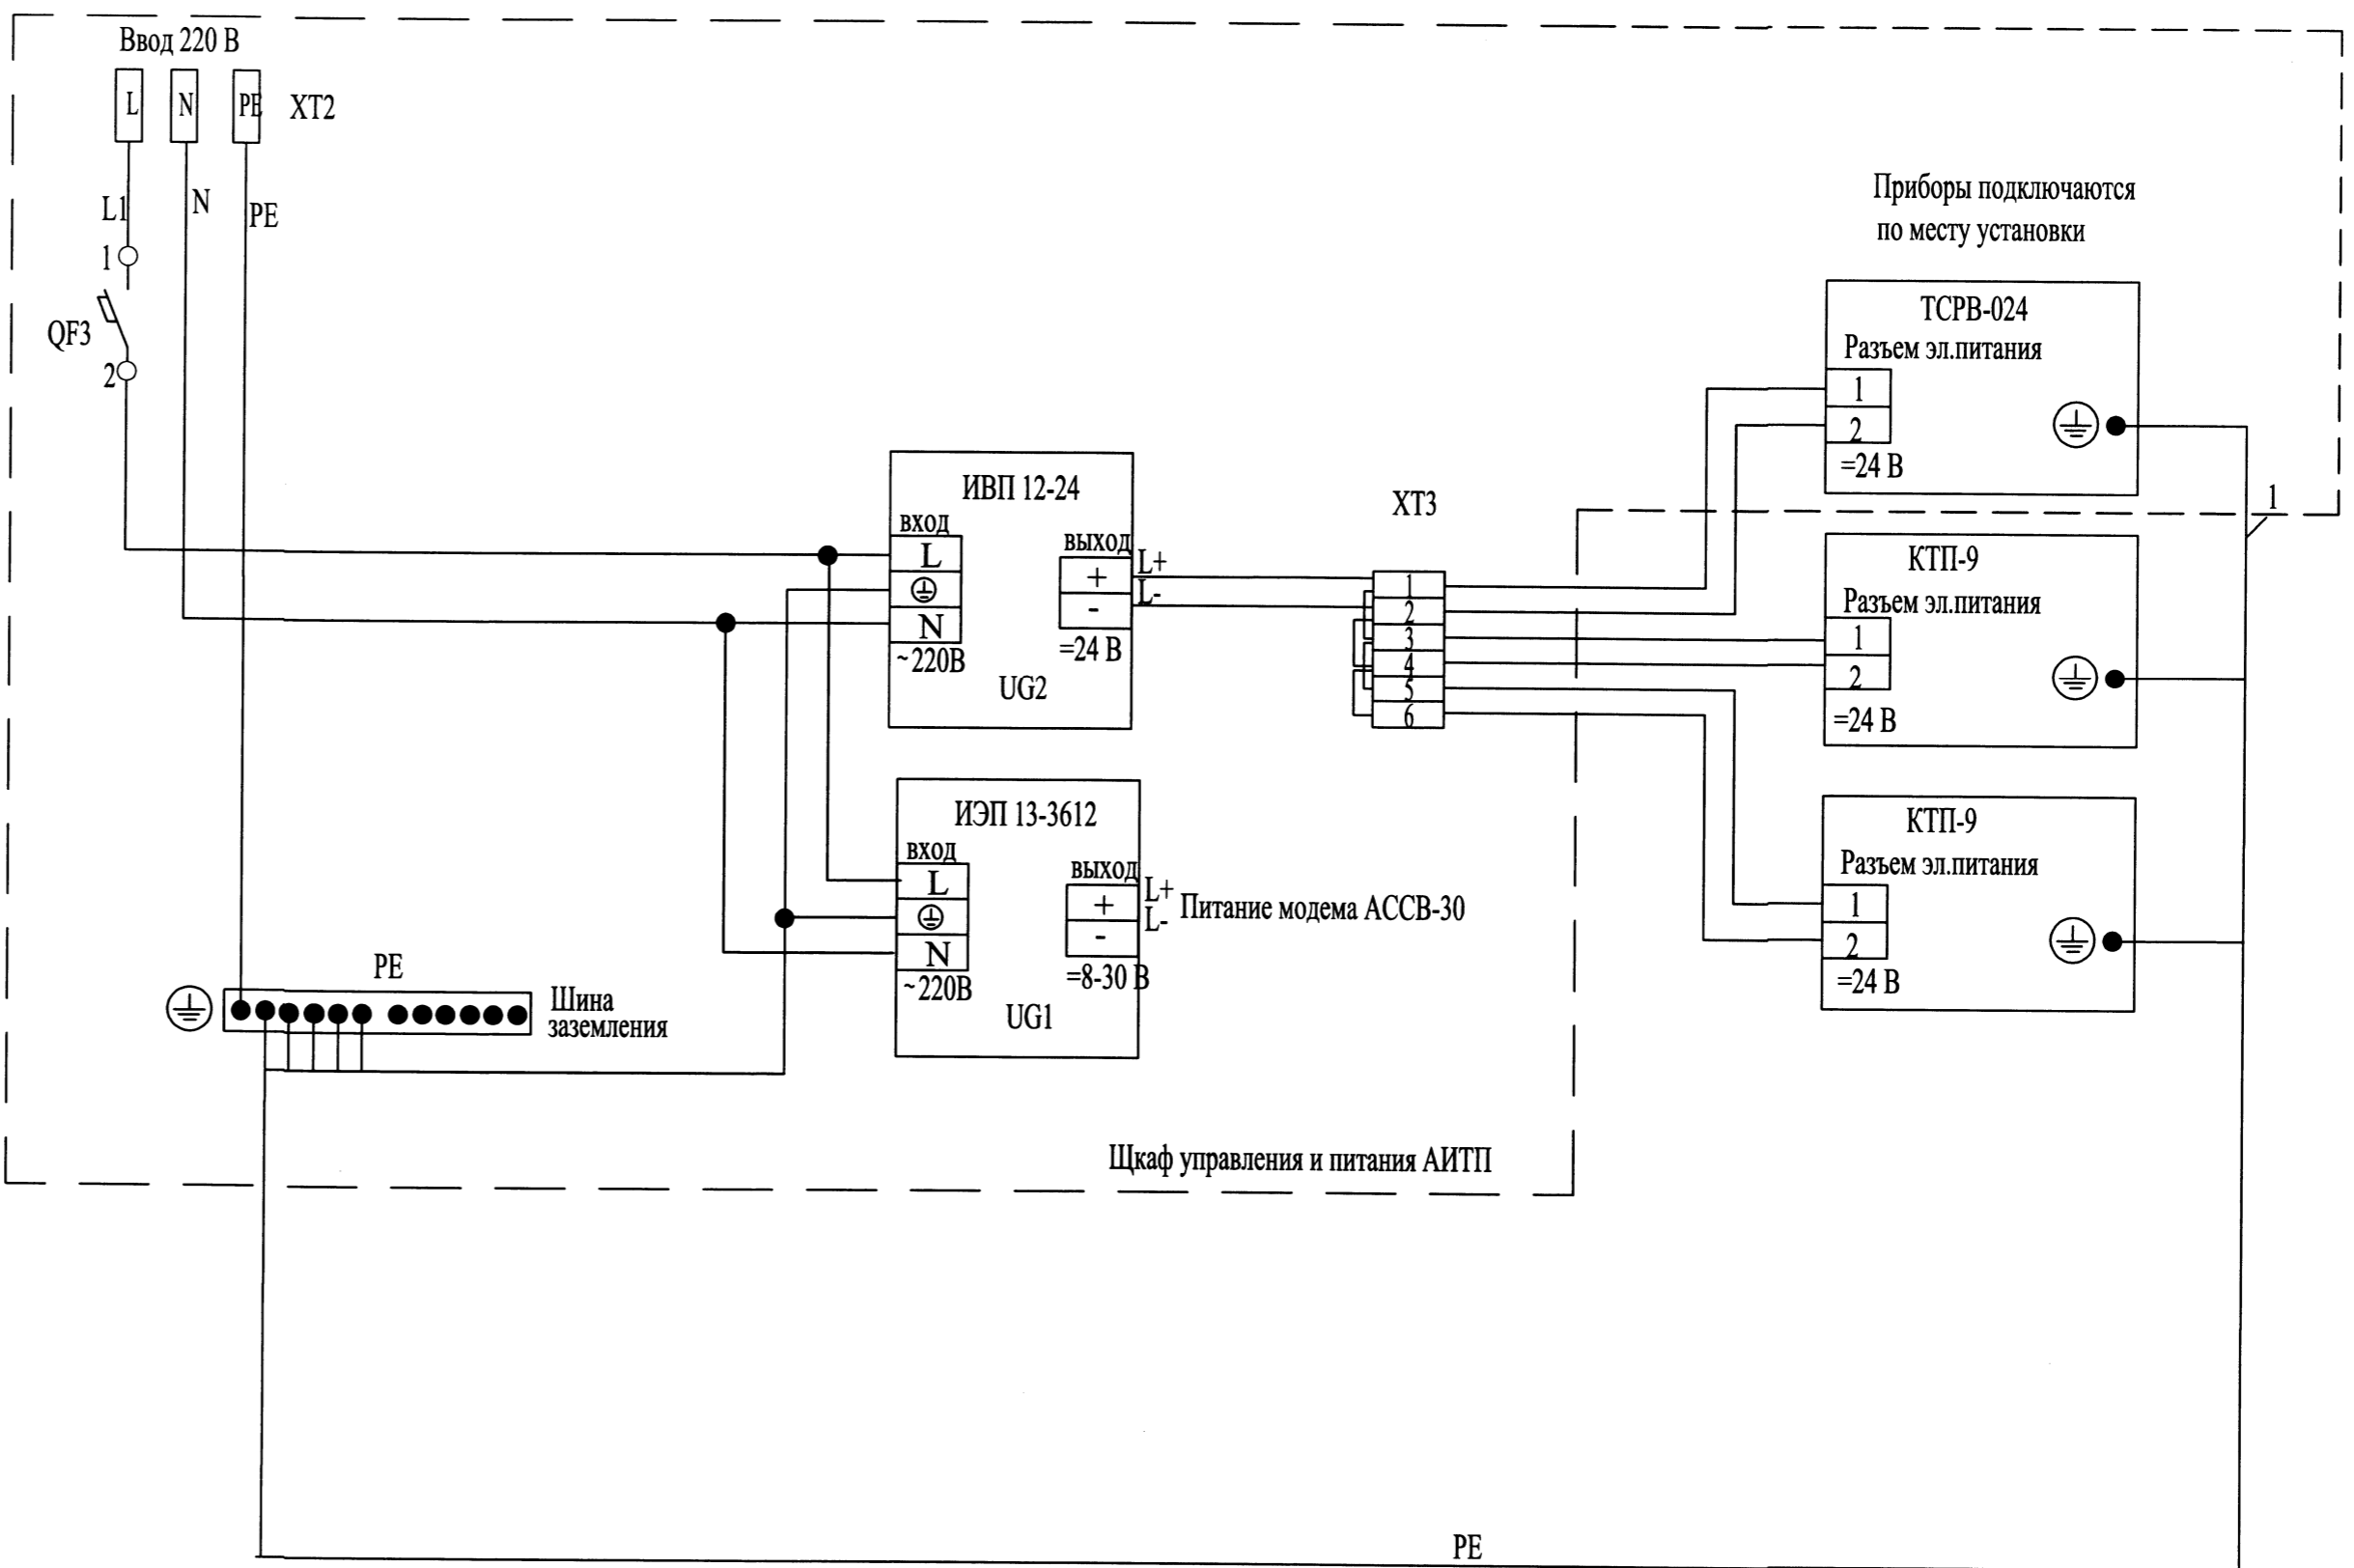 Ввод 220 В
L
N
PE
XT2
L1
N
PE
1
QF3
2
Приборы подключаются
по месту установки
ТСРВ-024
Разъем эл.питания
1
2
=24 В
1
ИВП 12-24
вход
L
N
~220В
выход
+
-
=24 В
UG2
L+
L-
XT3
1
2
3
4
5
6
КТП-9
Разъем эл.питания
1
2
=24 В
ИЭП 13-3612
вход
L
N
~220В
выход
+
-
=8-30 В
UG1
L+
L-
Питание модема АССВ-30
КТП-9
Разъем эл.питания
1
2
=24 В
PE
Шина
заземления
Щкаф управления и питания АИТП
PE